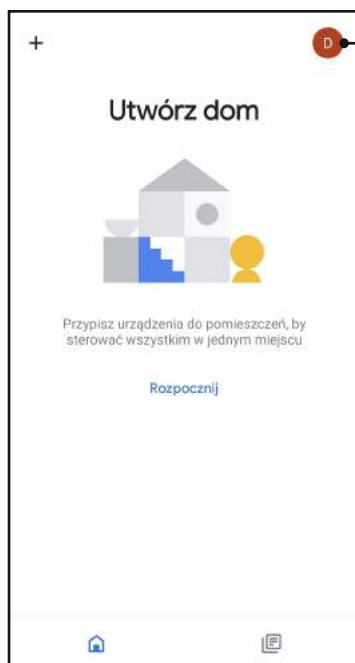 +
D
Utwórz dom
Przypisz urządzenia do pomieszczeń, by
sterować wszystkim w jednym miejscu
Rozpocznij